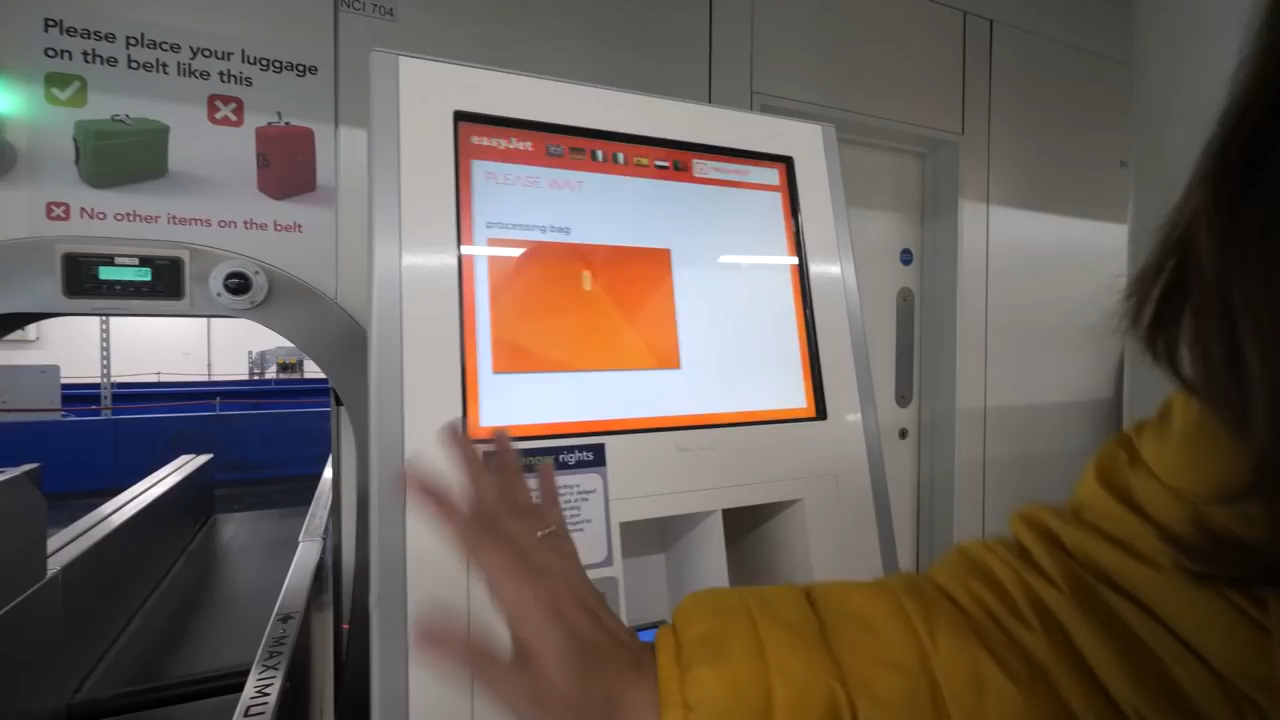 NCI 704
Please place your luggage
on the belt like this
No other items on the belt
easyJet
PLEASE WAIT
processing bag
rights
MAXIMU